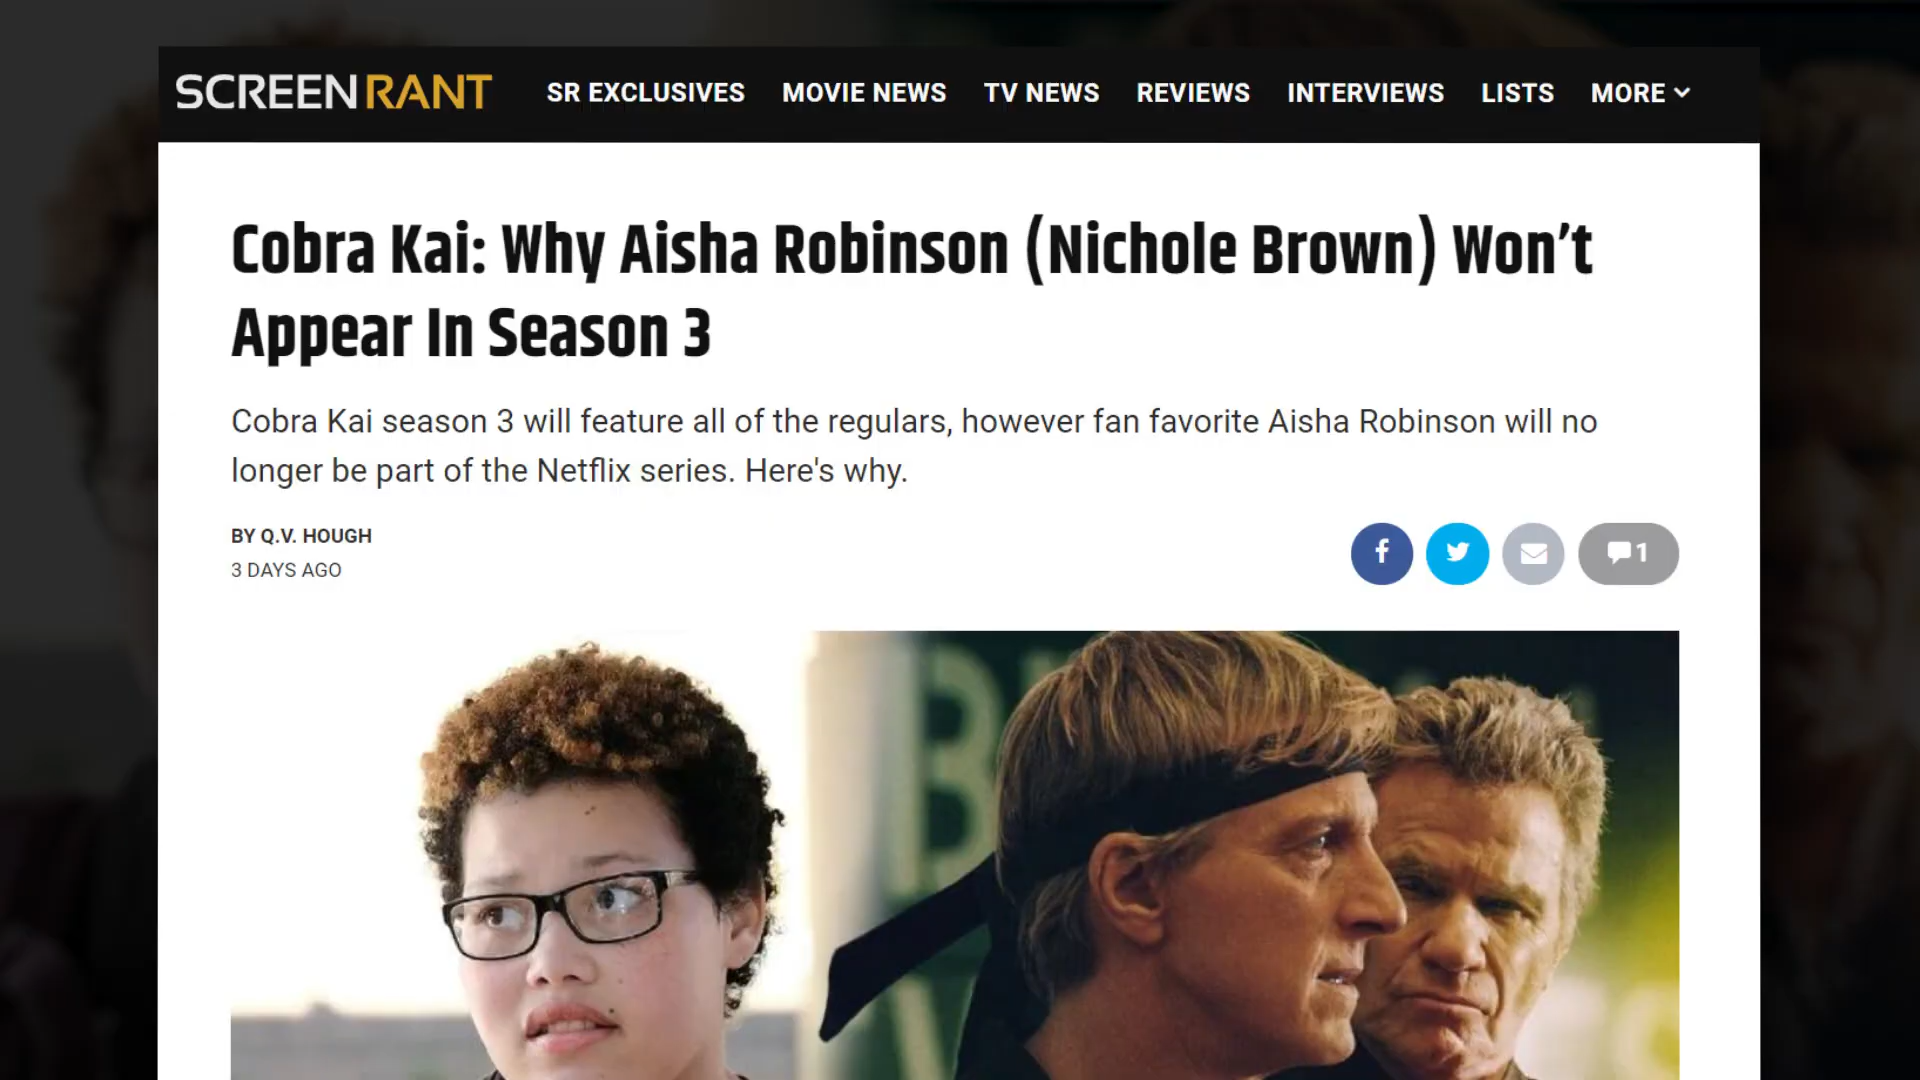 SCREENRANT SR EXCLUSIVES MOVIE NEWS TV NEWS REVIEWS INTERVIEWS LISTS MORE
Cobra Kai: Why Aisha Robinson (Nichole Brown) Won’t
Appear In Season 3
Cobra Kai season 3 will feature all of the regulars, however fan favorite Aisha Robinson will no
longer be part of the Netflix series. Here's why.
BY Q.V. HOUGH
3 DAYS AGO
1